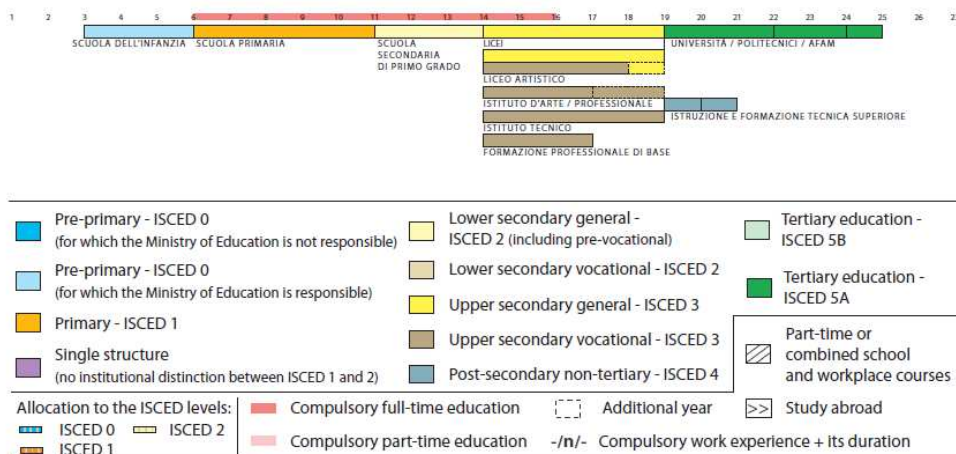 1 2 3 4 5 6 7 8 9 10 11 12 13 14 15 16 17 18 19 20 21 22 23 24 25 26 27
SCUOLA DELL'INFANZIA SCUOLA PRIMARIA SCUOLA LICEI UNIVERSITÀ / POLITECNICI / AFAM
SECONDARIA
DI PRIMO GRADO
LICEO ARTISTICO
ISTITUTO D'ARTE / PROFESSIONALE
ISTRUZIONE E FORMAZIONE TECNICA SUPERIORE
ISTITUTO TECNICO
FORMAZIONE PROFESSIONALE DI BASE
Pre-primary - ISCED 0
(for which the Ministry of Education is not responsible)
Pre-primary - ISCED 0
(for which the Ministry of Education is responsible)
Primary - ISCED 1
Single structure
(no institutional distinction between ISCED 1 and 2)
Lower secondary general -
ISCED 2 (including pre-vocational)
Lower secondary vocational - ISCED 2
Upper secondary general - ISCED 3
Upper secondary vocational - ISCED 3
Post-secondary non-tertiary - ISCED 4
Tertiary education -
ISCED 5B
Tertiary education -
ISCED 5A
Part-time or
combined school
and workplace courses
Allocation to the ISCED levels:
ISCED 0 ISCED 2
ISCED 1
Compulsory full-time education
Additional year
>> Study abroad
Compulsory part-time education
-/n/- Compulsory work experience + its duration